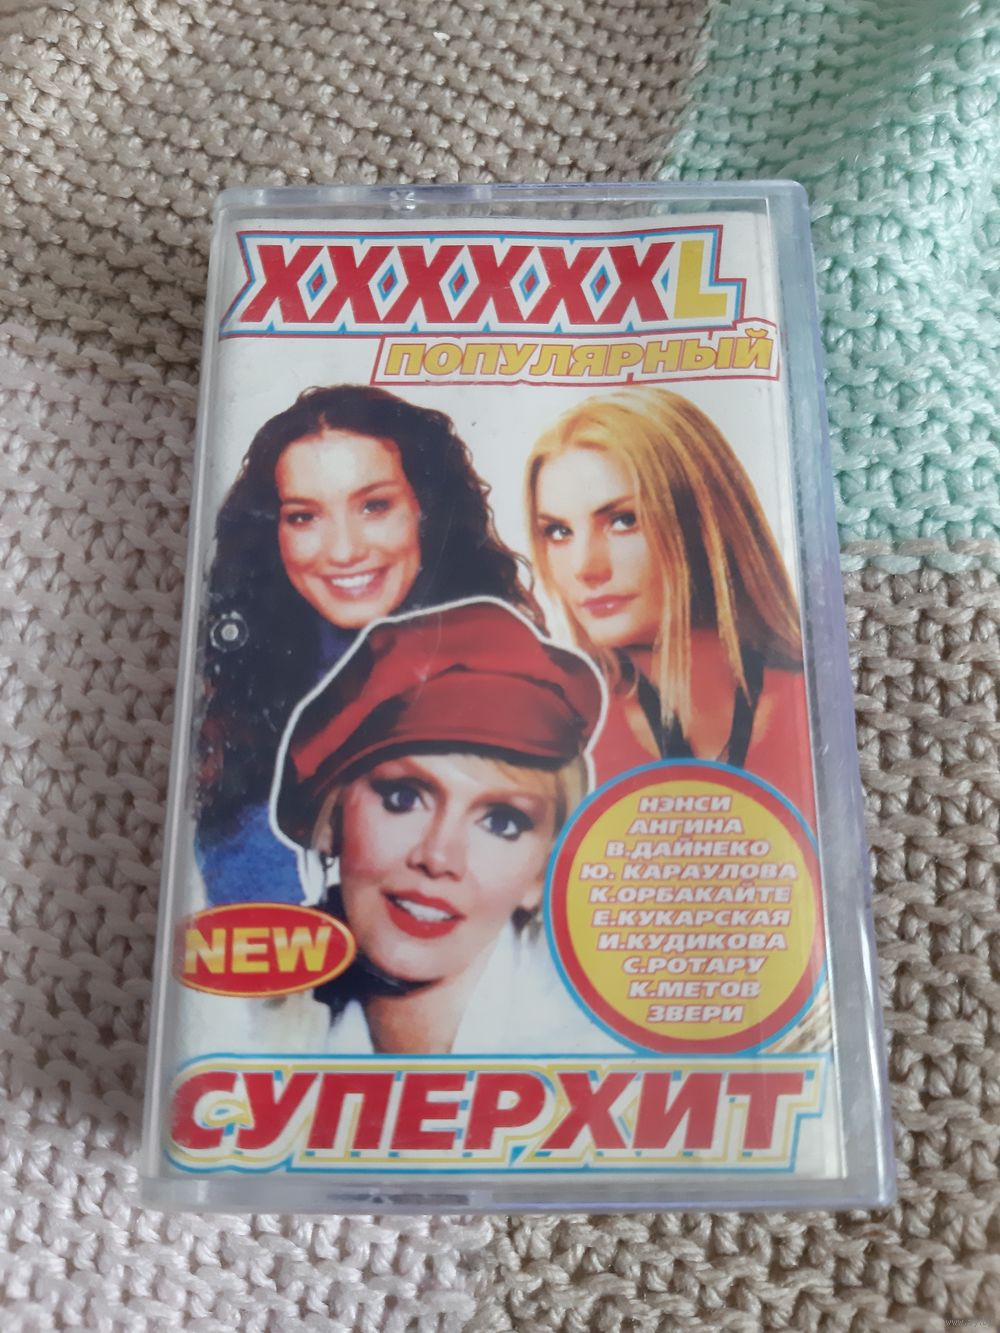 XXXXXXL
ПОПУЛЯРНЫЙ
НЭНСИ
АНГИНА
В.ДАЙНЕКО
Ю. КАРАУЛОВА
К.ОРБАКАЙТЕ
Е.КУКАРСКАЯ
И.КУДИКОВА
С.РОТАРУ
К.МЕТОВ
ЗВЕРИ
NEW
СУПЕРХИТ